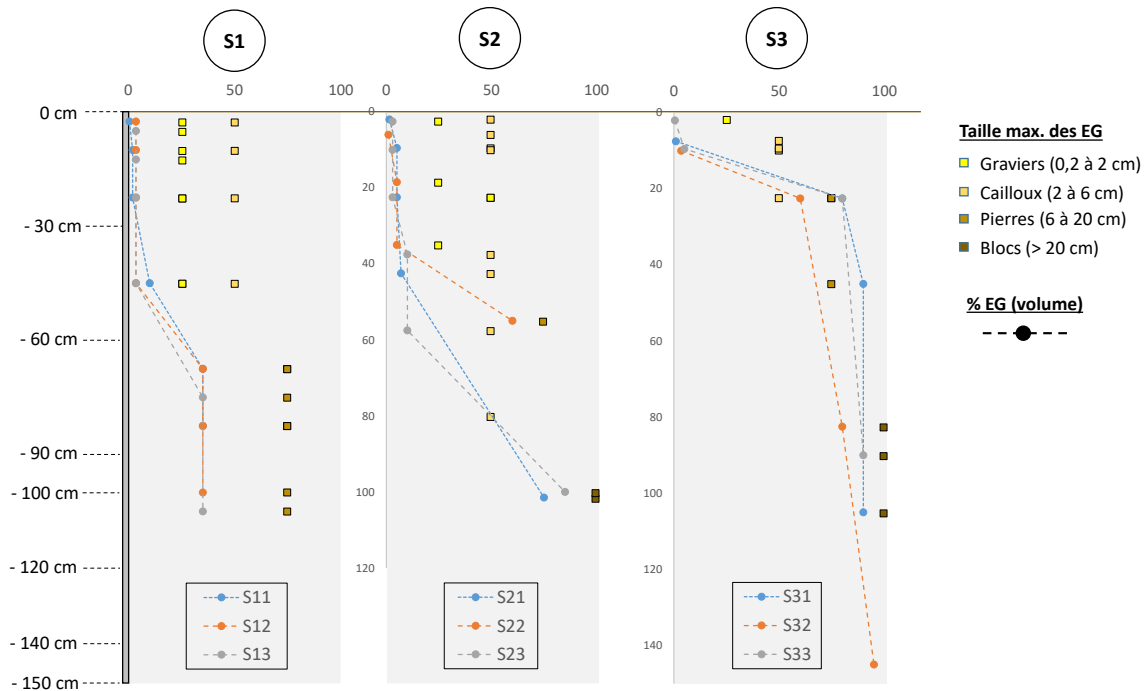 S1
S2
S3
0 50 100
0 50 100
0 50 100
0 cm
- 30 cm
- 60 cm
- 90 cm
- 100 cm
- 120 cm
- 140 cm
- 150 cm
0
20
40
60
80
100
120
0
20
40
60
80
100
120
140
S11
S12
S13
S21
S22
S23
S31
S32
S33
Taille max. des EG
Graviers (0,2 à 2 cm)
Cailloux (2 à 6 cm)
Pierres (6 à 20 cm)
Blocs (> 20 cm)
% EG (volume)